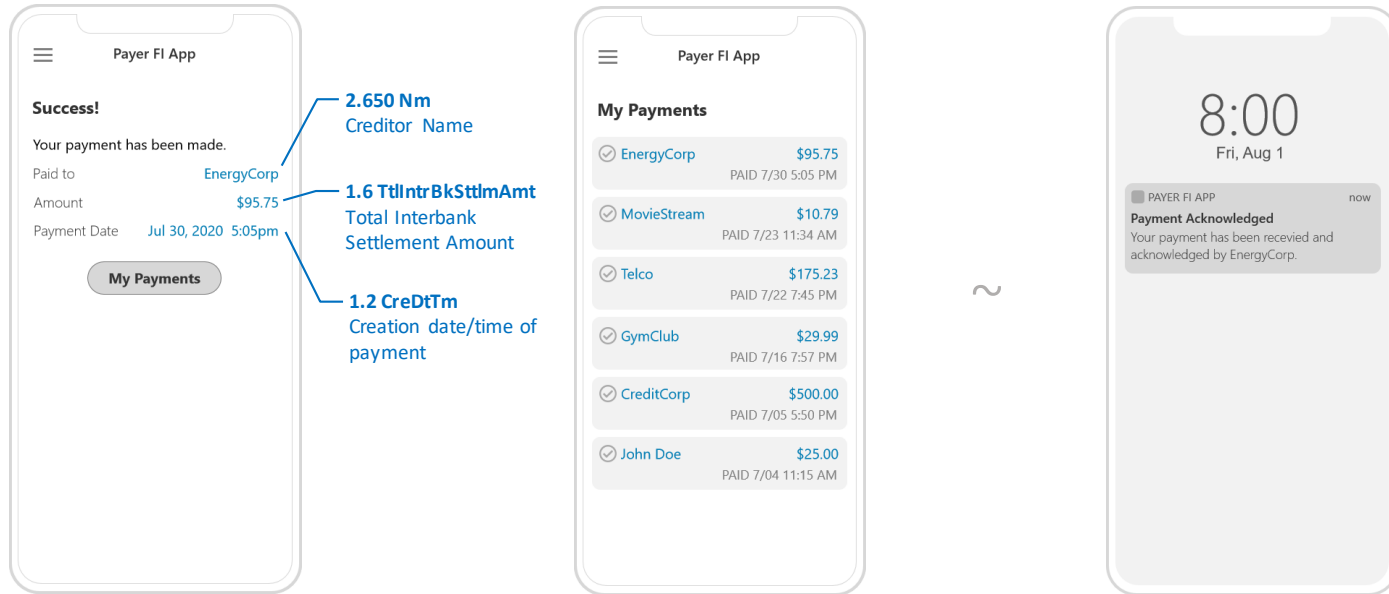 Payer FI App
Success!
Your payment has been made.
Paid to EnergyCorp
Amount $95.75
Payment Date Jul 30, 2020 5:05pm
My Payments
2.650 Nm
Creditor Name
1.6 TtlIntrBkSttlmAmt
Total Interbank
Settlement Amount
1.2 CreDtTm
Creation date/time of
payment
Payer FI App
My Payments
EnergyCorp $95.75
PAID 7/30 5:05 PM
MovieStream $10.79
PAID 7/23 11:34 AM
Telco $175.23
PAID 7/22 7:45 PM
GymClub $29.99
PAID 7/16 7:57 PM
CreditCorp $500.00
PAID 7/05 5:50 PM
John Doe $25.00
PAID 7/04 11:15 AM
~
8:00
Fri, Aug 1
PAYER FI APP now
Payment Acknowledged
Your payment has been recevied and
acknowledged by EnergyCorp.